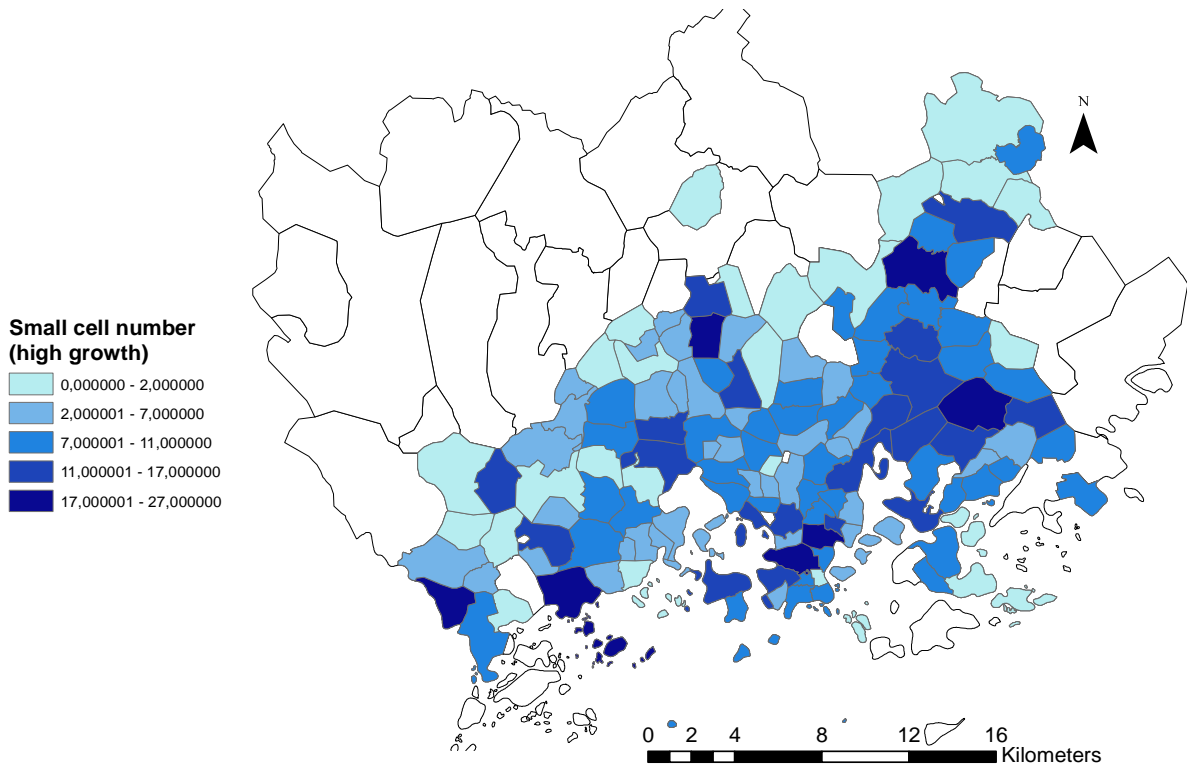 N
Small cell number
(high growth)
0,000000 - 2,000000
2,000001 - 7,000000
7,000001 - 11,000000
11,000001 - 17,000000
17,000001 - 27,000000
0 2 4 8 12 16
Kilometers